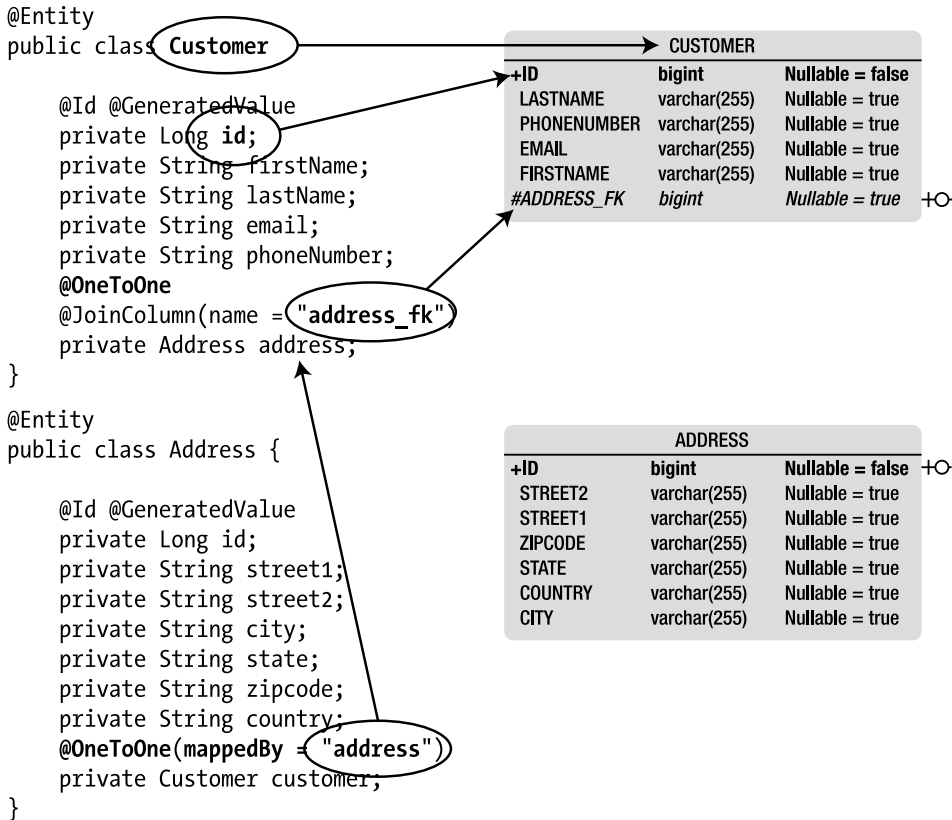 @Entity
public class Customer
@Id @GeneratedValue
private Long id;
private String firstName;
private String lastName;
private String email;
private String phoneNumber;
@OneToOne
@JoinColumn(name = "address_fk")
private Address address;
}
CUSTOMER
+ID bigint Nullable = false
LASTNAME varchar(255) Nullable = true
PHONENUMBER varchar(255) Nullable = true
EMAIL varchar(255) Nullable = true
FIRSTNAME varchar(255) Nullable = true
#ADDRESS_FK bigint Nullable = true
@Entity
public class Address {
@Id @GeneratedValue
private Long id;
private String street1;
private String street2;
private String city;
private String state;
private String zipcode;
private String country;
@OneToOne(mappedBy = "address")
private Customer customer;
}
ADDRESS
+ID bigint Nullable = false
STREET2 varchar(255) Nullable = true
STREET1 varchar(255) Nullable = true
ZIPCODE varchar(255) Nullable = true
STATE varchar(255) Nullable = true
COUNTRY varchar(255) Nullable = true
CITY varchar(255) Nullable = true